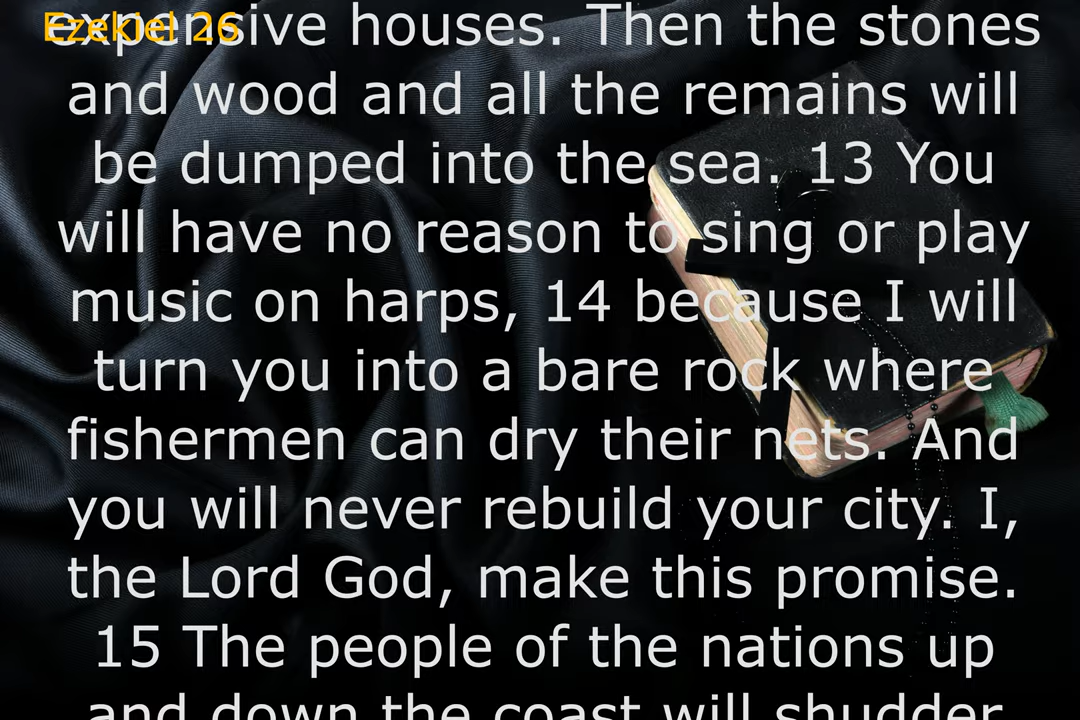 Ezekiel 26
expensive houses. Then the stones
and wood and all the remains will
be dumped into the sea. 13 You
will have no reason to sing or play
music on harps, 14 because I will
turn you into a bare rock where
fishermen can dry their nets. And
you will never rebuild your city. I,
the Lord God, make this promise.
15 The people of the nations up
and down the coast will shudder